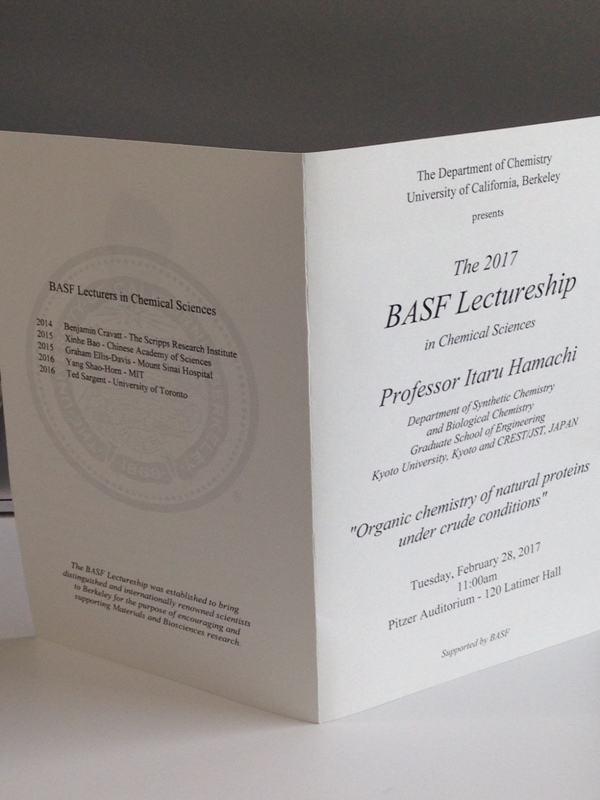 BASF Lecturers in Chemical Sciences
2014 Benjamin Cravatt - The Scripps Research Institute
2015 Xinhe Bao - Chinese Academy of Sciences
2015 Graham Ellis-Davis - Mount Sinai Hospital
2016 Yang Shao-Horn - MIT
2016 Ted Sargent - University of Toronto
The BASF Lectureship was established to bring
distinguished and internationally renowned scientists
to Berkeley for the purpose of encouraging and
supporting Materials and Biosciences research.
The Department of Chemistry
University of California, Berkeley
presents
The 2017
BASF Lectureship
in Chemical Sciences
Professor Itaru Hamachi
Department of Synthetic Chemistry
and Biological Chemistry
Graduate School of Engineering
Kyoto University, Kyoto and CREST/JST, JAPAN
"Organic chemistry of natural proteins
under crude conditions"
Tuesday, February 28, 2017
11:00am
Pitzer Auditorium - 120 Latimer Hall
Supported by BASF